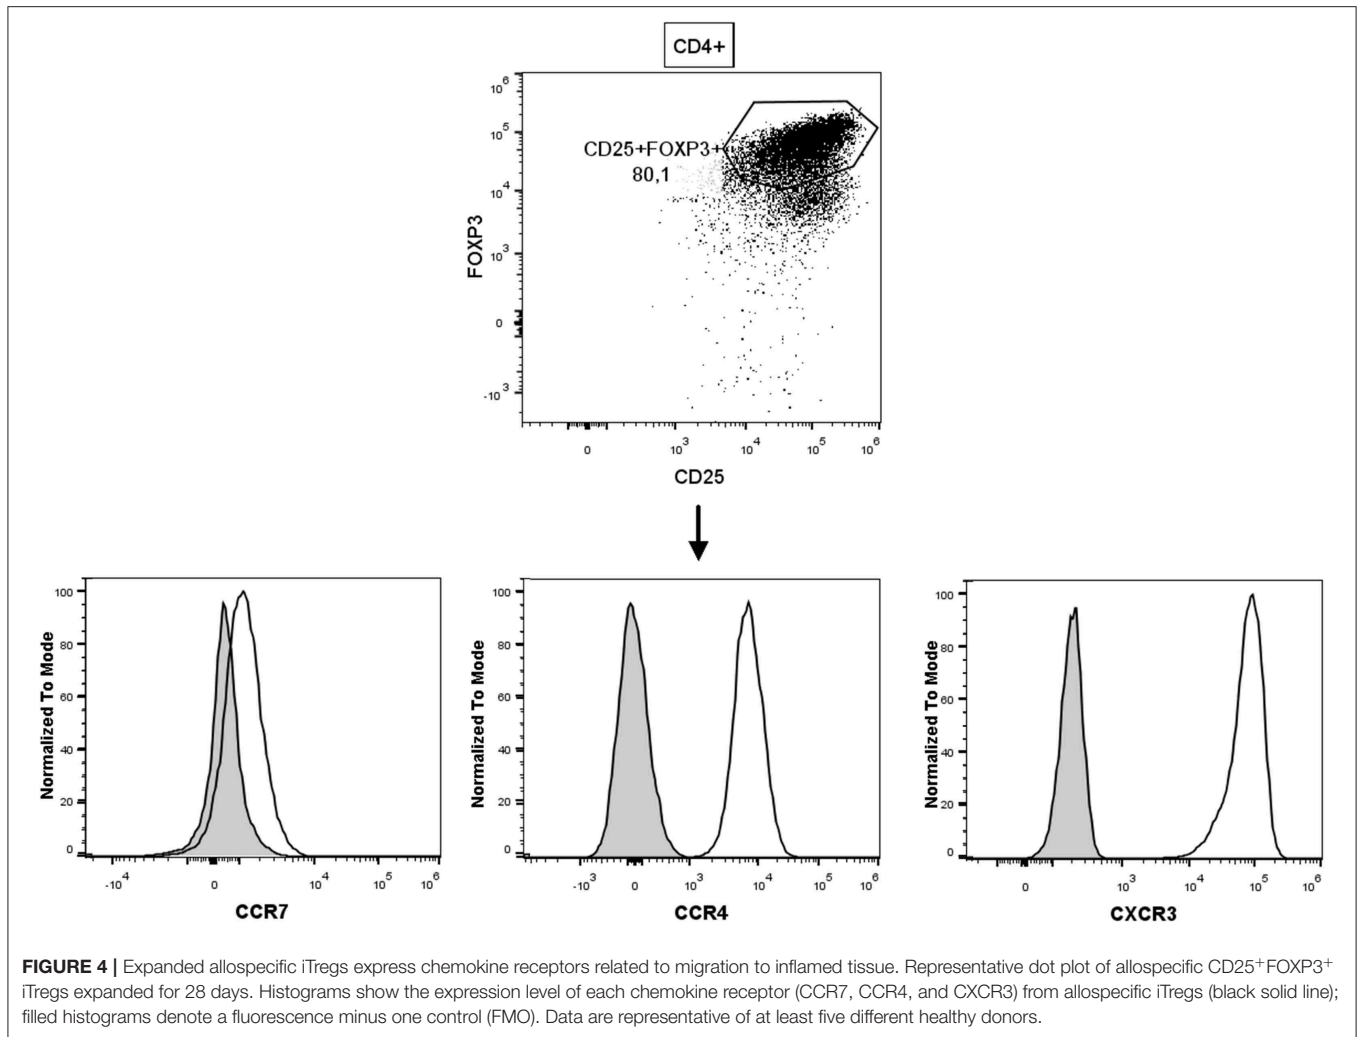 CD4+
10^6
10^5
CD25+FOXP3+
80,1
10^4
FOXP3
10^3
0
-10^3
0 10^3 10^4 10^5 10^6
CD25
100
80
60
40
20
0
Normalized To Mode
-10^4 0 10^4 10^5 10^6
CCR7
100
80
60
40
20
0
Normalized To Mode
-10^3 0 10^3 10^4 10^5 10^6
CCR4
100
80
60
40
20
0
Normalized To Mode
0 10^3 10^4 10^5 10^6
CXCR3
FIGURE 4 | Expanded allospecific iTregs express chemokine receptors related to migration to inflamed tissue. Representative dot plot of allospecific CD25⁺FOXP3⁺
iTregs expanded for 28 days. Histograms show the expression level of each chemokine receptor (CCR7, CCR4, and CXCR3) from allospecific iTregs (black solid line);
filled histograms denote a fluorescence minus one control (FMO). Data are representative of at least five different healthy donors.